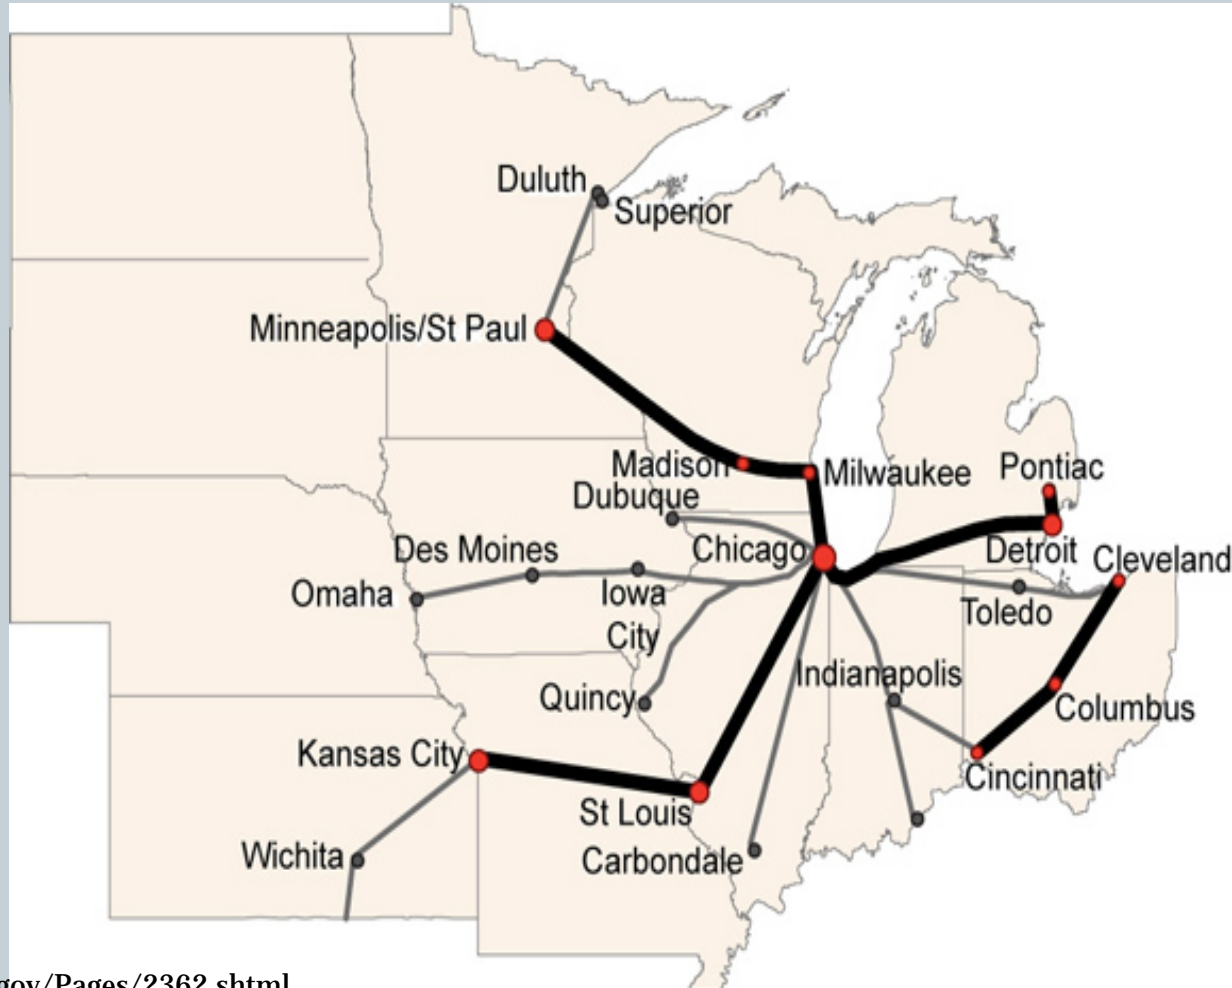 Duluth
Superior
Minneapolis/St Paul
Madison
Milwaukee
Pontiac
Dubuque
Des Moines
Chicago
Detroit
Cleveland
Omaha
Iowa
City
Toledo
Indianapolis
Quincy
Columbus
Kansas City
Cincinnati
St Louis
Wichita
Carbondale
gov/Pages/2362.shtml